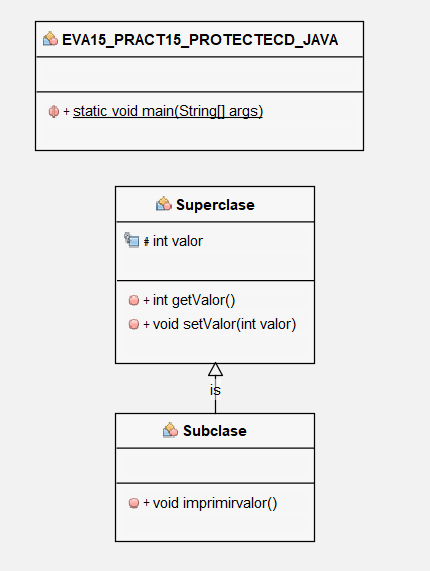 EVA15_PRACT15_PROTECTECD_JAVA
+ static void main(String[] args)
Superclase
# int valor
+ int getValor()
+ void setValor(int valor)
is
Subclase
+ void imprimirvalor()